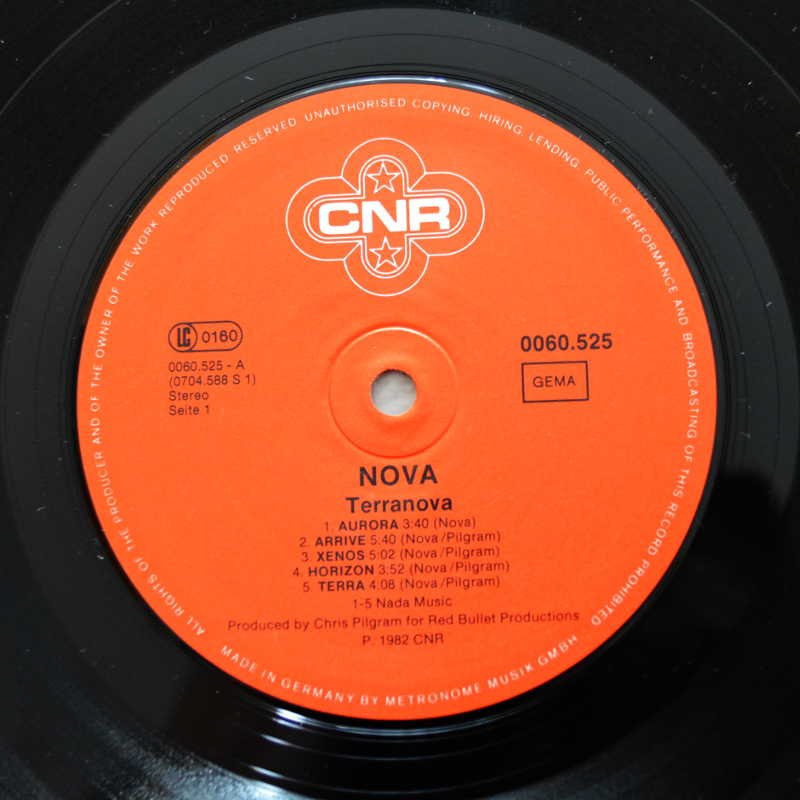 ALL RIGHTS OF THE PRODUCER AND OF THE OWNER OF THE WORK REPRODUCED RESERVED. UNAUTHORISED COPYING, HIRING, LENDING, PUBLIC PERFORMANCE AND BROADCASTING OF THIS RECORD PROHIBITED
CNR
LC 0160
0060.525
0060.525 - A
(0704.588 S 1)
Stereo
Seite 1
GEMA
NOVA
Terranova
1. AURORA 3:40 (Nova)
2. ARRIVE 5:40 (Nova/Pilgram)
3. XENOS 5:02 (Nova/Pilgram)
4. HORIZON 3:52 (Nova/Pilgram)
5. TERRA 4:08 (Nova/Pilgram)
1-5 Nada Music
Produced by Chris Pilgram for Red Bullet Productions
P. 1982 CNR
MADE IN GERMANY BY METRONOME MUSIK GMBH